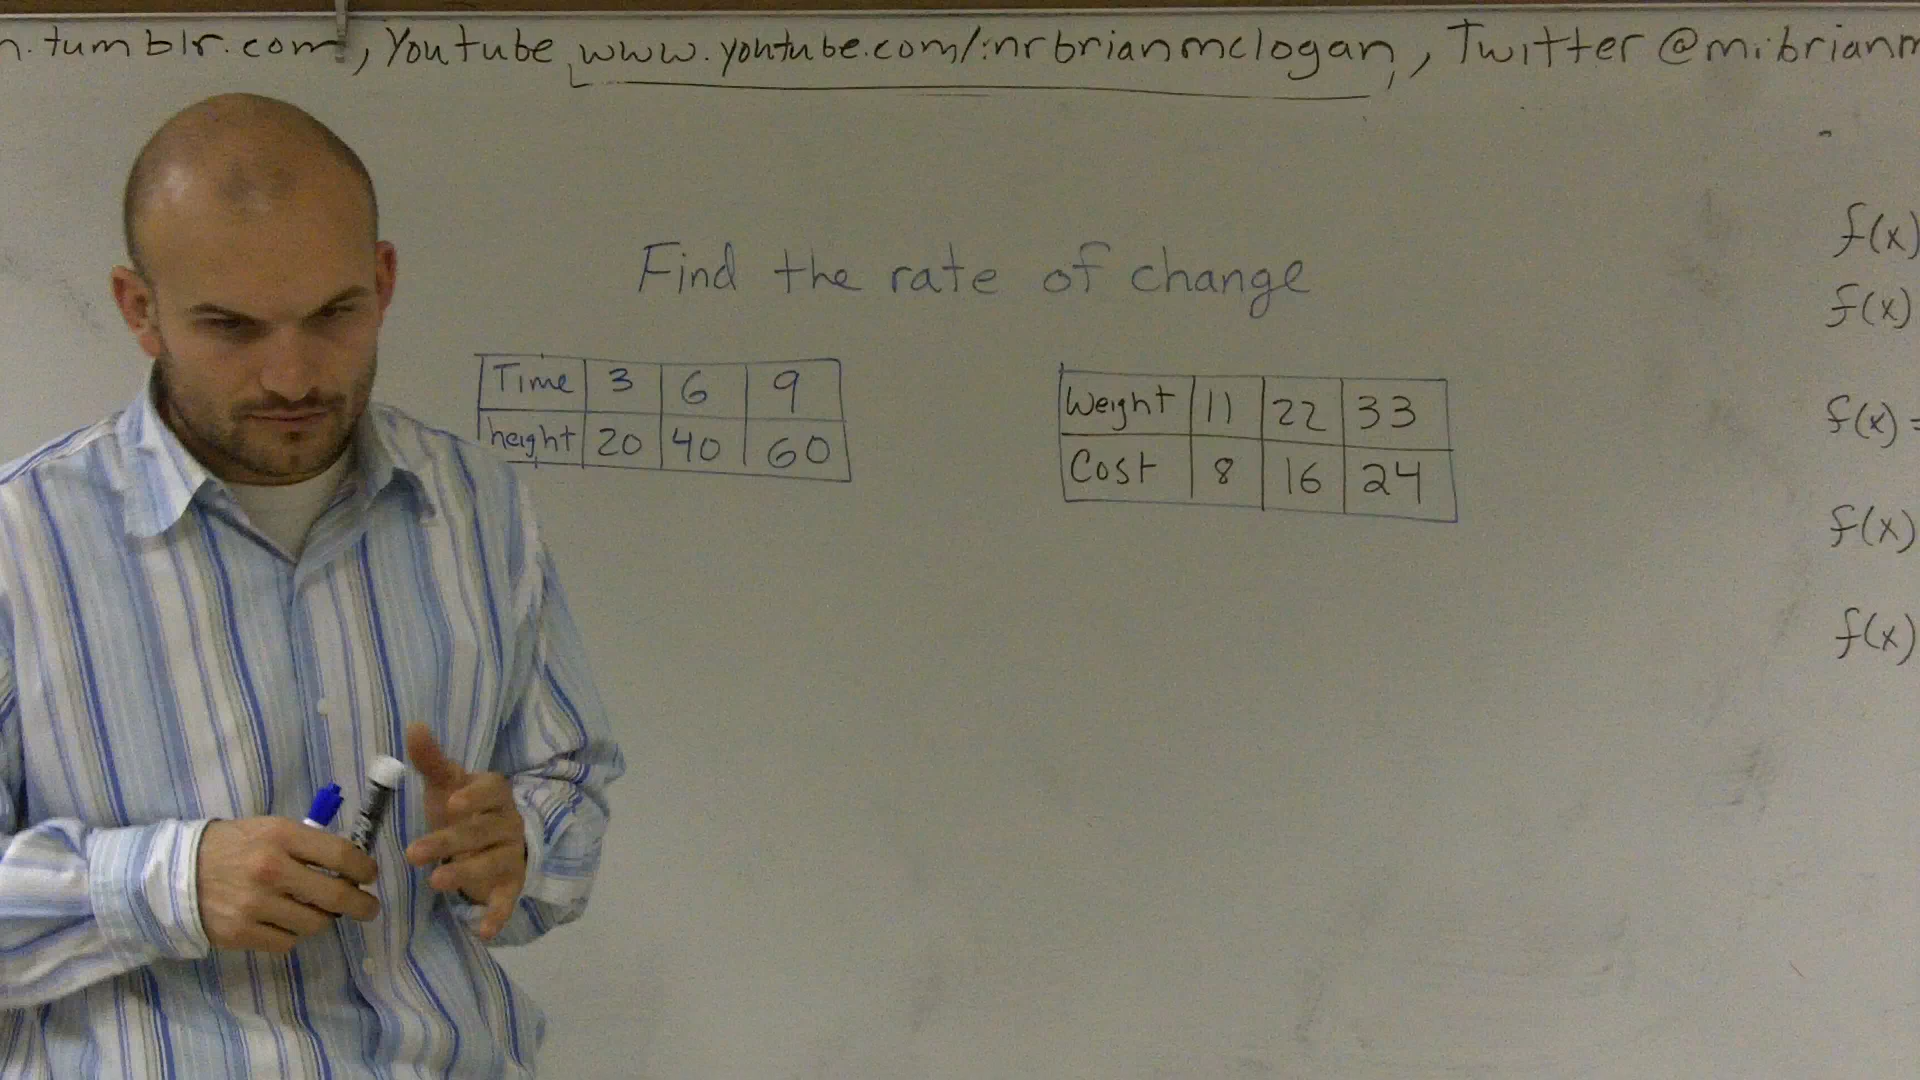 n.tumblr.com, Youtube www.youtube.com/mrbrianmclogan, Twitter @mrbrianm
Find the rate of change
Time 3 6 9
height 20 40 60
Weight 11 22 33
Cost 8 16 24
f(x)
f(x)
f(x) =
f(x)
f(x)